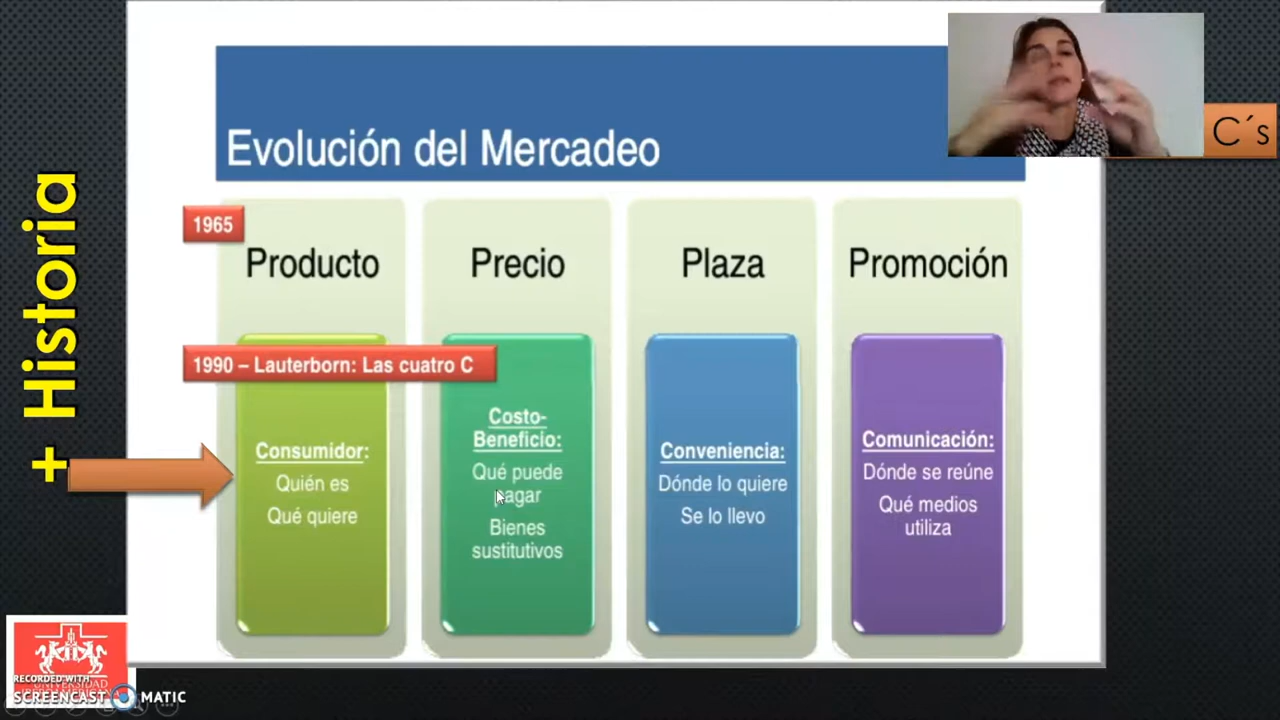 + Historia
C´s
Evolución del Mercadeo
1965
Producto
Precio
Plaza
Promoción
1990 – Lauterborn: Las cuatro C
Consumidor:
Quién es
Qué quiere
Costo-
Beneficio:
Qué puede
pagar
Bienes
sustitutivos
Conveniencia:
Dónde lo quiere
Se lo llevo
Comunicación:
Dónde se reúne
Qué medios
utiliza
RECORDED WITH
SCREENCAST MATIC
UNIVERSIDAD